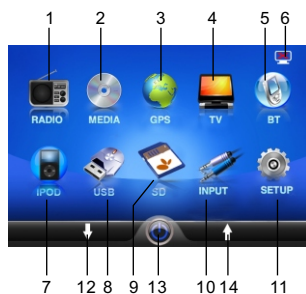 1 2 3 4 5 6
RADIO MEDIA GPS TV BT
IPOD USB SD INPUT SETUP
7 12 8 9 13 10 14 11